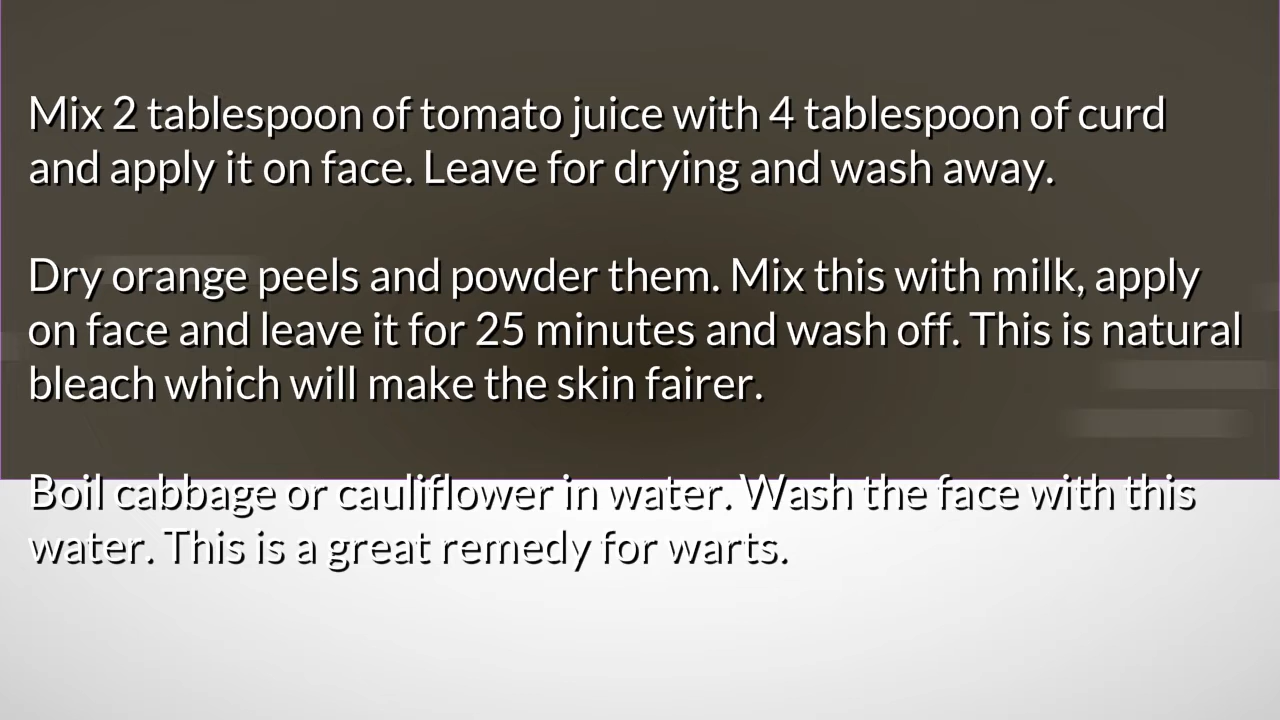 Mix 2 tablespoon of tomato juice with 4 tablespoon of curd
and apply it on face. Leave for drying and wash away.
Dry orange peels and powder them. Mix this with milk, apply
on face and leave it for 25 minutes and wash off. This is natural
bleach which will make the skin fairer.
Boil cabbage or cauliflower in water. Wash the face with this
water. This is a great remedy for warts.